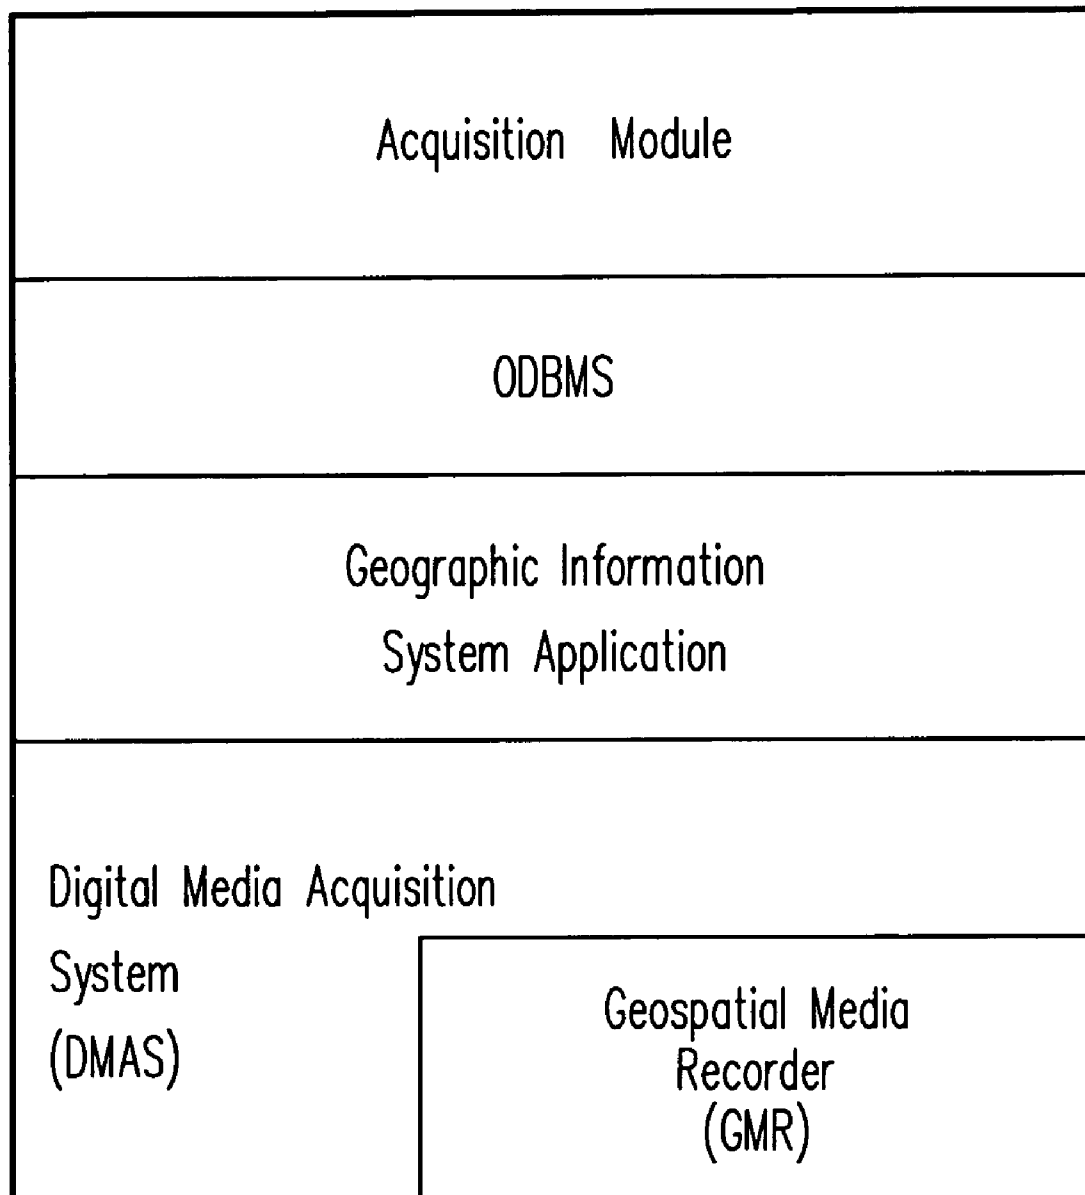 Acquisition Module
ODBMS
Geographic Information
System Application
Digital Media Acquisition
System
(DMAS)
Geospatial Media
Recorder
(GMR)